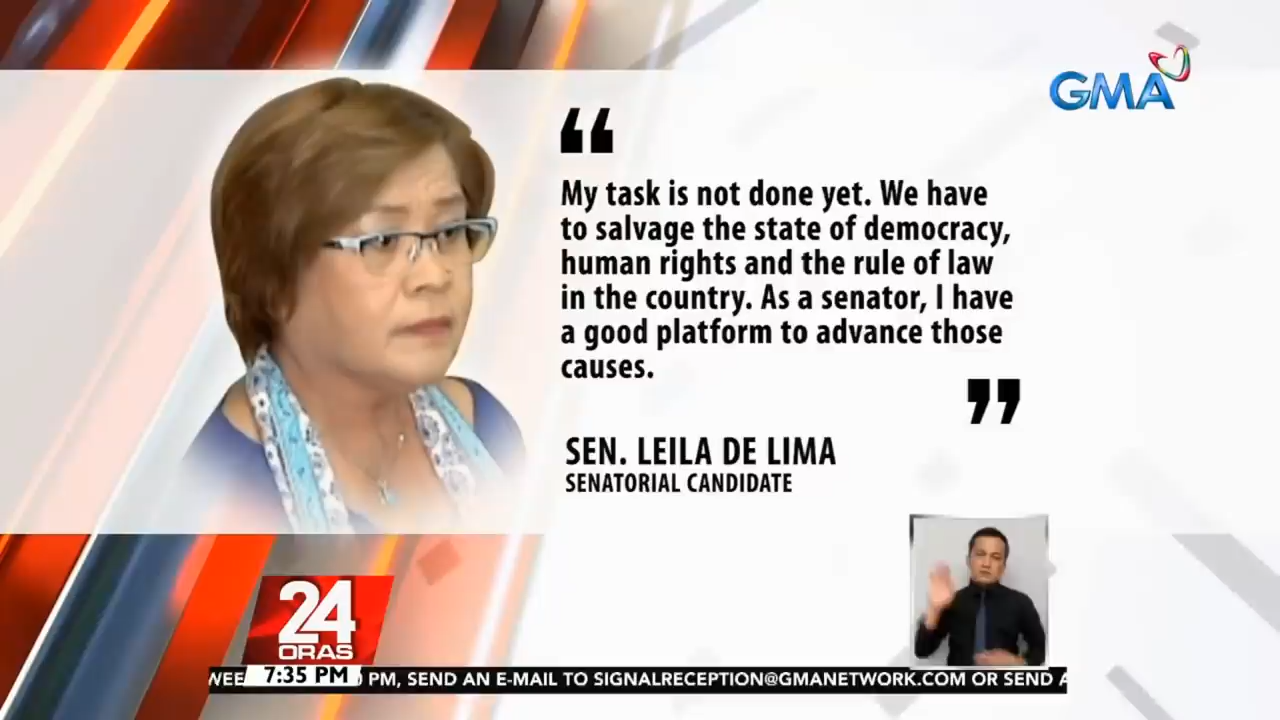 GMA
“
My task is not done yet. We have
to salvage the state of democracy,
human rights and the rule of law
in the country. As a senator, I have
a good platform to advance those
causes.
”
SEN. LEILA DE LIMA
SENATORIAL CANDIDATE
24
ORAS
7:35 PM
PM, SEND AN E-MAIL TO SIGNALRECEPTION@GMANETWORK.COM OR SEND